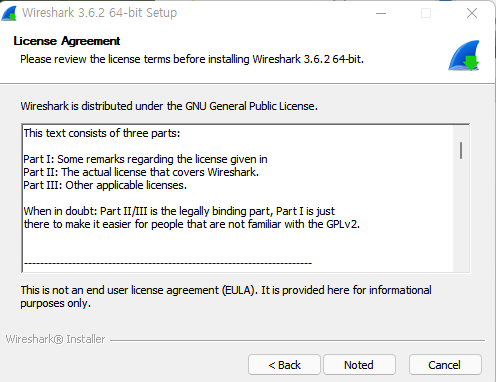 Wireshark 3.6.2 64-bit Setup
License Agreement
Please review the license terms before installing Wireshark 3.6.2 64-bit.
Wireshark is distributed under the GNU General Public License.
This text consists of three parts:
Part I: Some remarks regarding the license given in
Part II: The actual license that covers Wireshark.
Part III: Other applicable licenses.
When in doubt: Part II/III is the legally binding part, Part I is just
there to make it easier for people that are not familiar with the GPLv2.
------------------------------------------------------------------------
This is not an end user license agreement (EULA). It is provided here for informational
purposes only.
Wireshark® Installer
< Back
Noted
Cancel